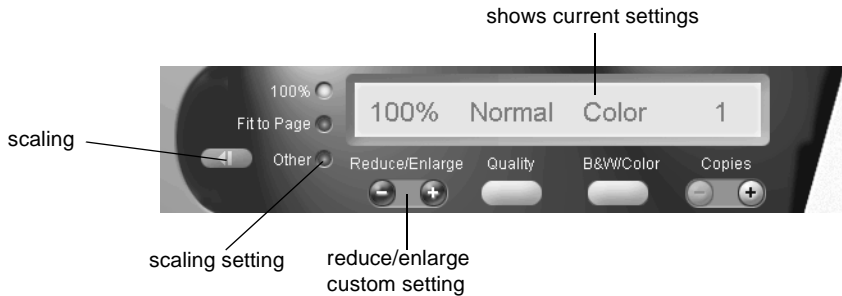 shows current settings
100%
Fit to Page
Other
100% Normal Color 1
Reduce/Enlarge Quality B&W/Color Copies
scaling
scaling setting
reduce/enlarge
custom setting